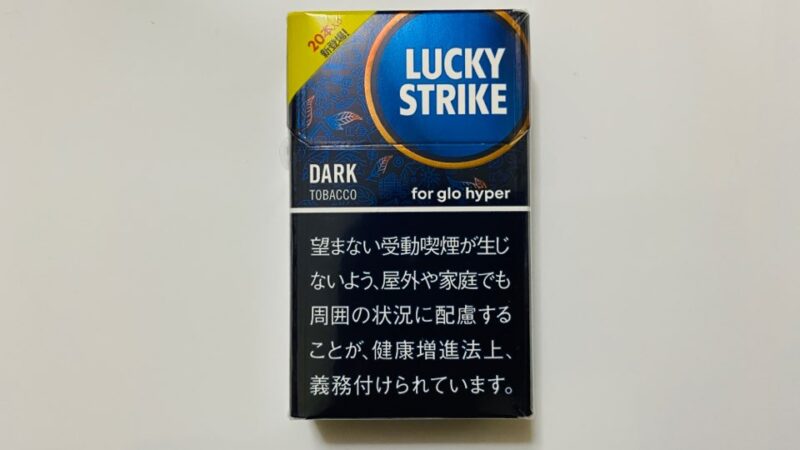 20本入り
新登場!
LUCKY
STRIKE
DARK
TOBACCO
for glo hyper
望まない受動喫煙が生じ
ないよう、屋外や家庭でも
周囲の状況に配慮する
ことが、健康増進法上、
義務付けられています。